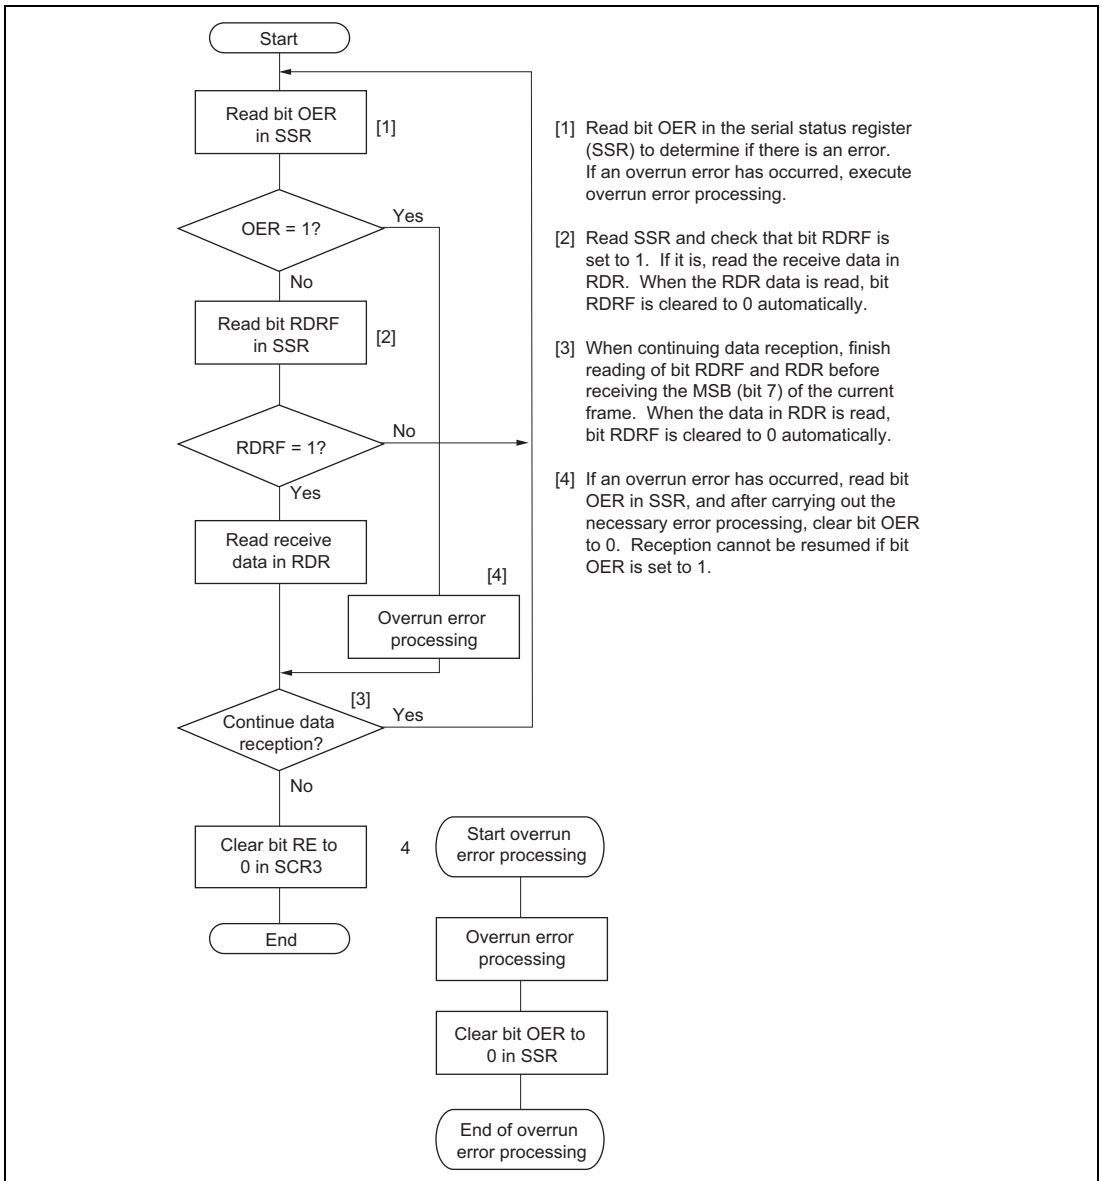 Start
Read bit OER
in SSR
[1]
OER = 1?
Yes
No
Read bit RDRF
in SSR
[2]
RDRF = 1?
No
Yes
Read receive
data in RDR
[4]
Overrun error
processing
[3]
Continue data
reception?
Yes
No
Clear bit RE to
0 in SCR3
End
4
Start overrun
error processing
Overrun error
processing
Clear bit OER to
0 in SSR
End of overrun
error processing
[1] Read bit OER in the serial status register
(SSR) to determine if there is an error.
If an overrun error has occurred, execute
overrun error processing.
[2] Read SSR and check that bit RDRF is
set to 1. If it is, read the receive data in
RDR. When the RDR data is read, bit
RDRF is cleared to 0 automatically.
[3] When continuing data reception, finish
reading of bit RDRF and RDR before
receiving the MSB (bit 7) of the current
frame. When the data in RDR is read,
bit RDRF is cleared to 0 automatically.
[4] If an overrun error has occurred, read bit
OER in SSR, and after carrying out the
necessary error processing, clear bit OER
to 0. Reception cannot be resumed if bit
OER is set to 1.